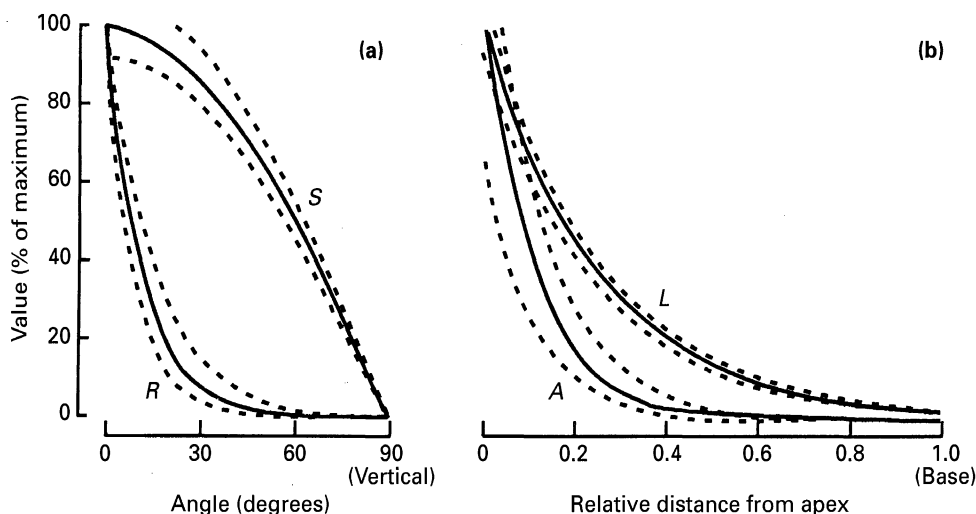 100
80
60
40
20
0
Value (% of maximum)
(a)
S
R
0 30 60 90
(Vertical)
Angle (degrees)
(b)
L
A
0 0.2 0.4 0.6 0.8 1.0
(Base)
Relative distance from apex